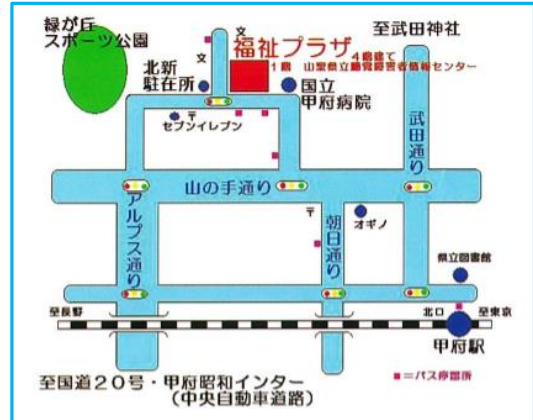 緑が丘
スポーツ公園
至武田神社
文
文
福祉プラザ
4階建て
1階 山梨県立聴覚障害者情報センター
北新
駐在所
国立
甲府病院
〒
セブンイレブン
武田通り
山の手通り
アルプス通り
〒
朝日通り
オギノ
県立図書館
至長野
北口
至東京
甲府駅
至国道20号・甲府昭和インター
(中央自動車道路)
■=バス停留所